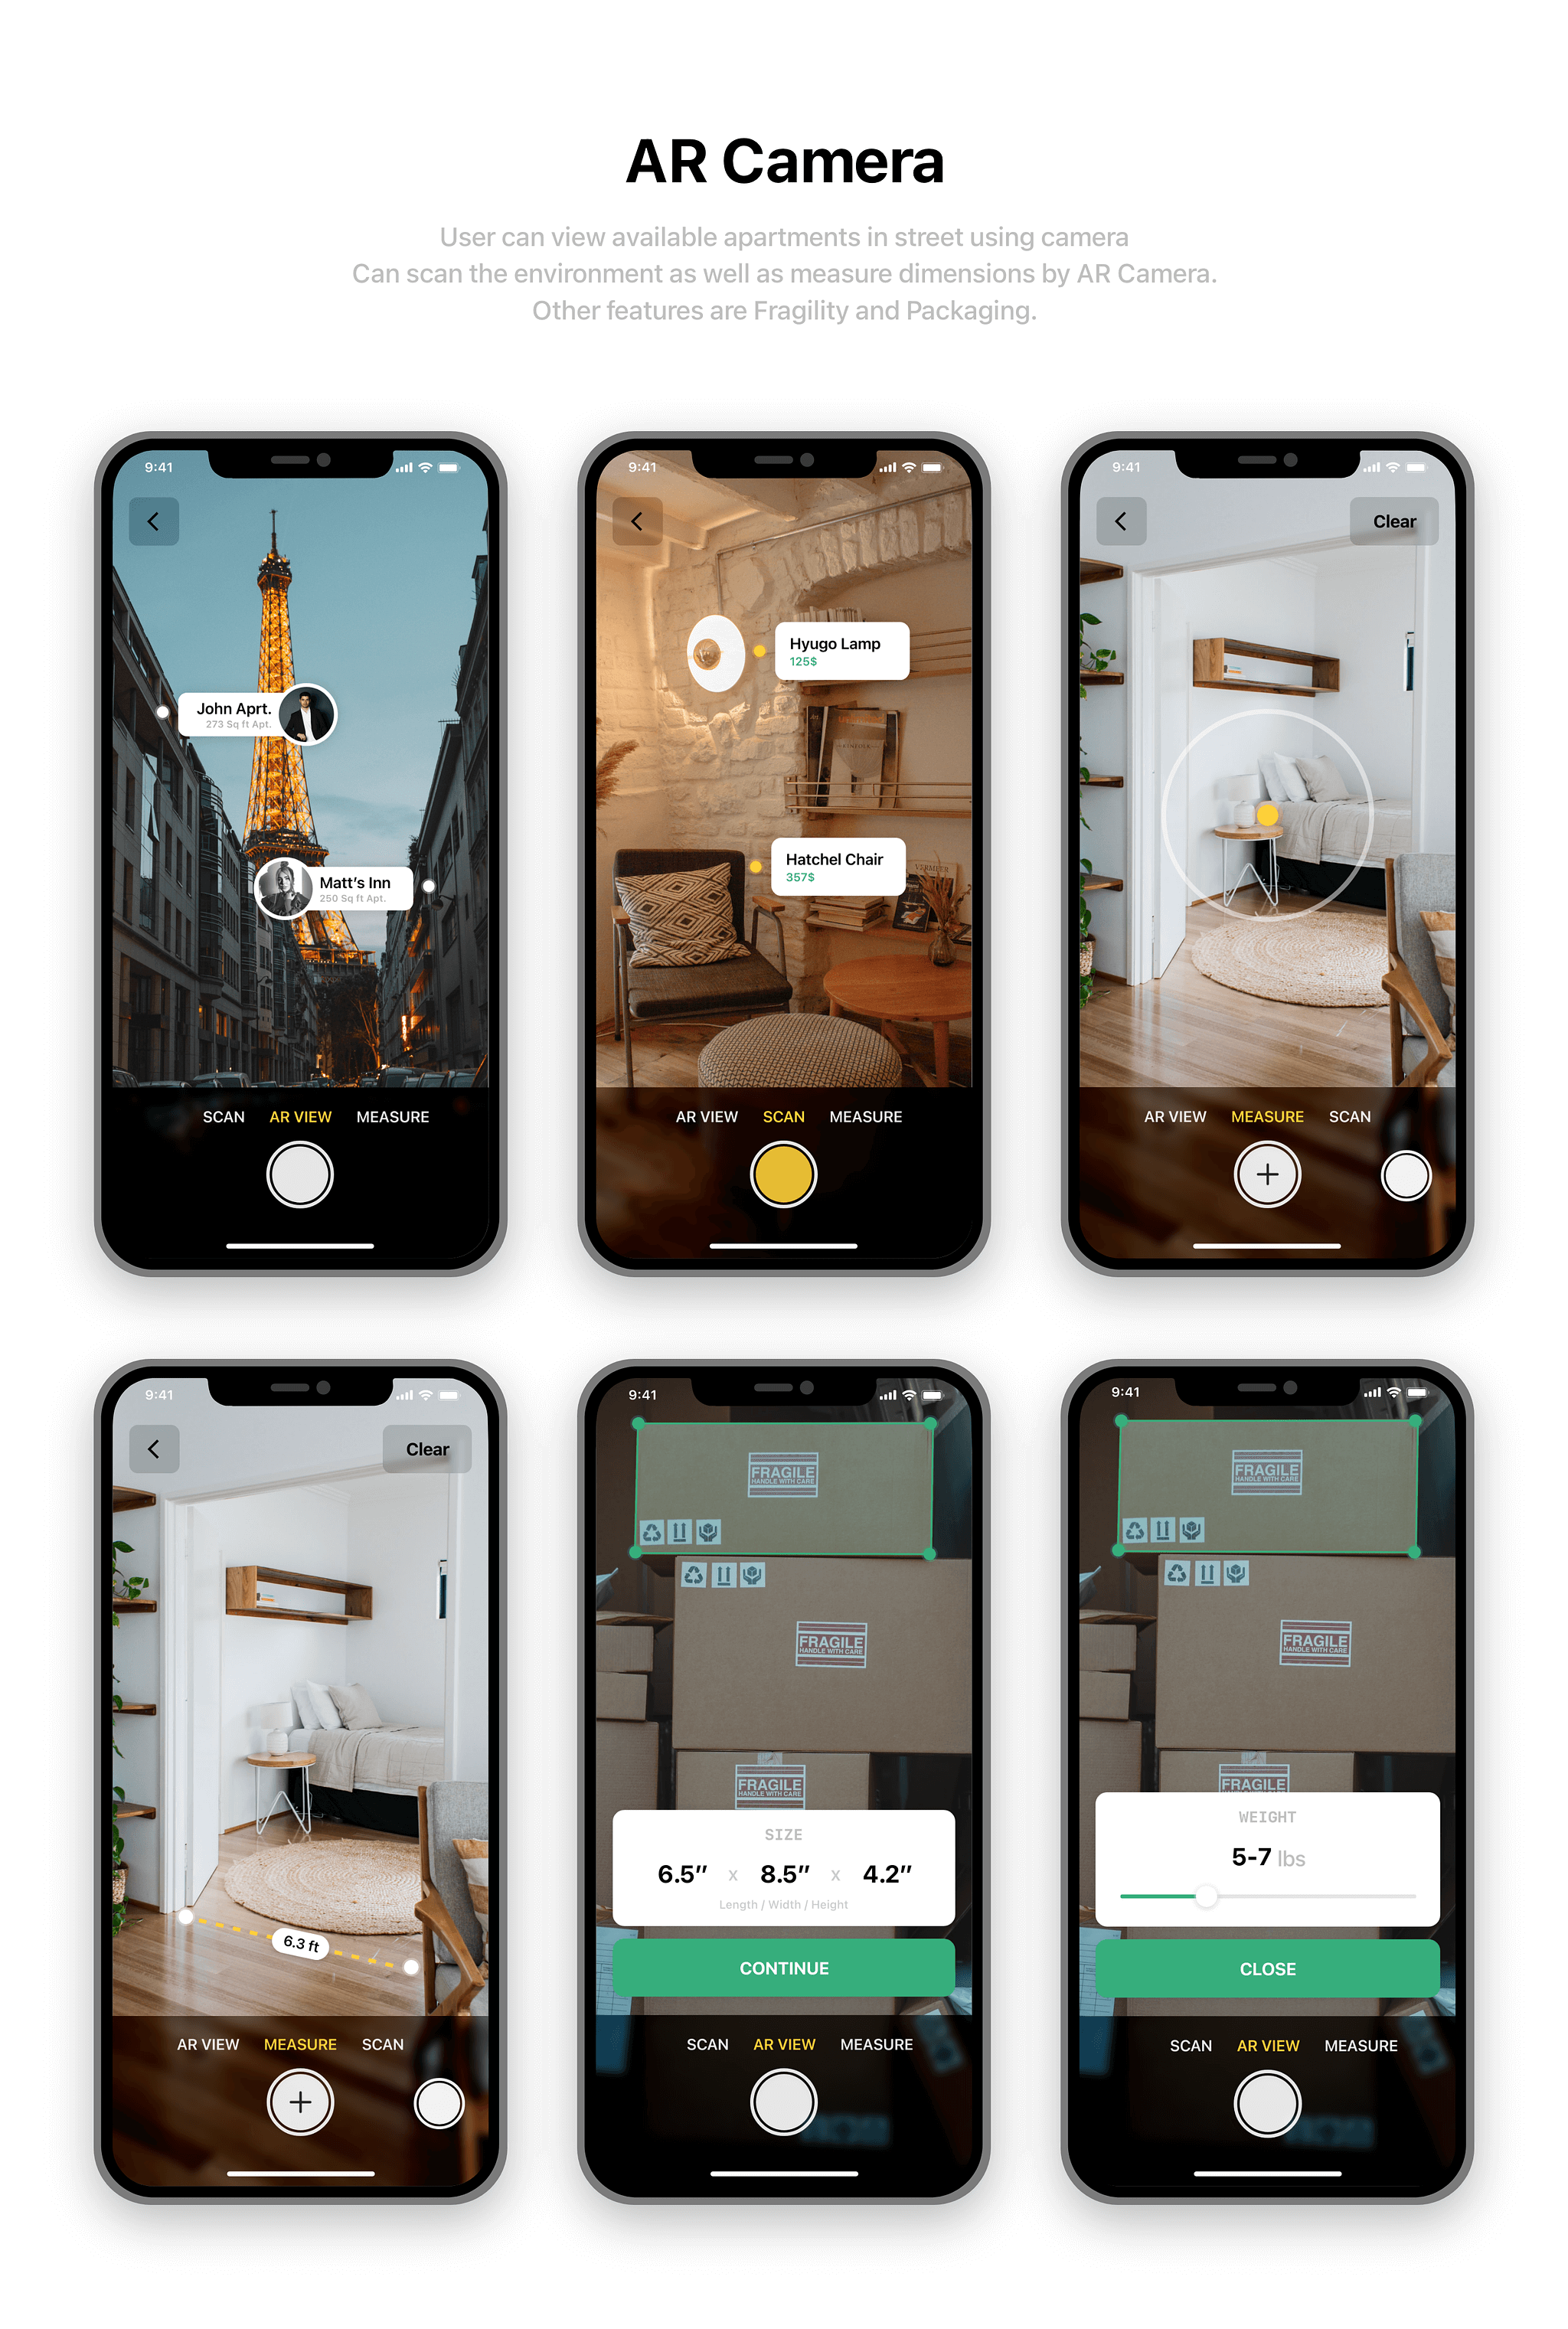 AR Camera
User can view available apartments in street using camera
Can scan the environment as well as measure dimensions by AR Camera.
Other features are Fragility and Packaging.
9:41
John Aprt.
273 Sq ft Apt.
Matt's Inn
250 Sq ft Apt.
SCAN AR VIEW MEASURE
9:41
Hyugo Lamp
125$
Hatchel Chair
357$
VERMEER
AR VIEW SCAN MEASURE
9:41
Clear
AR VIEW MEASURE SCAN
9:41
Clear
6.3 ft
AR VIEW MEASURE SCAN
9:41
FRAGILE
HANDLE WITH CARE
FRAGILE
HANDLE WITH CARE
FRAGILE
HANDLE WITH CARE
SIZE
6.5″ x 8.5″ x 4.2″
Length / Width / Height
CONTINUE
SCAN AR VIEW MEASURE
9:41
FRAGILE
HANDLE WITH CARE
FRAGILE
HANDLE WITH CARE
FRAGILE
WEIGHT
5-7 lbs
CLOSE
SCAN AR VIEW MEASURE